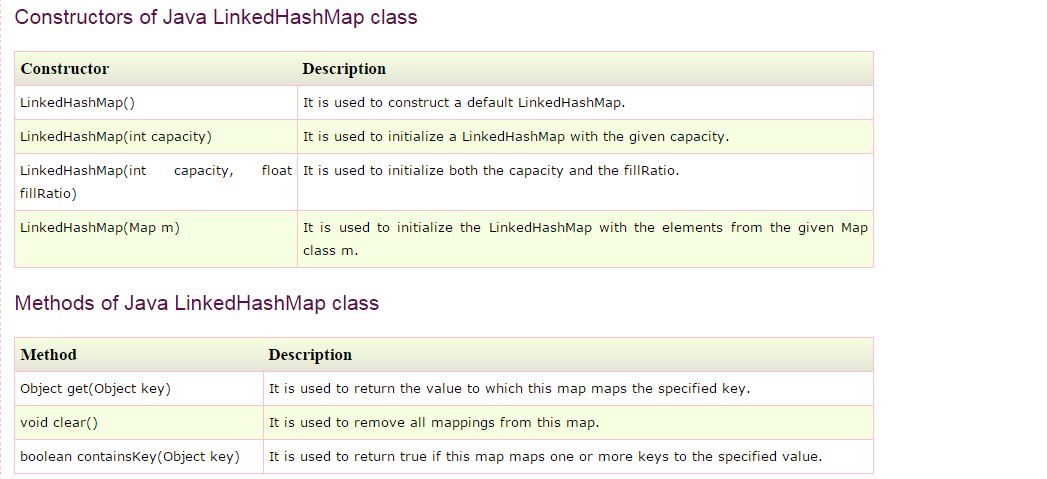 Constructors of Java LinkedHashMap class
Constructor Description
LinkedHashMap() It is used to construct a default LinkedHashMap.
LinkedHashMap(int capacity) It is used to initialize a LinkedHashMap with the given capacity.
LinkedHashMap(int capacity, float It is used to initialize both the capacity and the fillRatio.
fillRatio)
LinkedHashMap(Map m) It is used to initialize the LinkedHashMap with the elements from the given Map
class m.
Methods of Java LinkedHashMap class
Method Description
Object get(Object key) It is used to return the value to which this map maps the specified key.
void clear() It is used to remove all mappings from this map.
boolean containsKey(Object key) It is used to return true if this map maps one or more keys to the specified value.